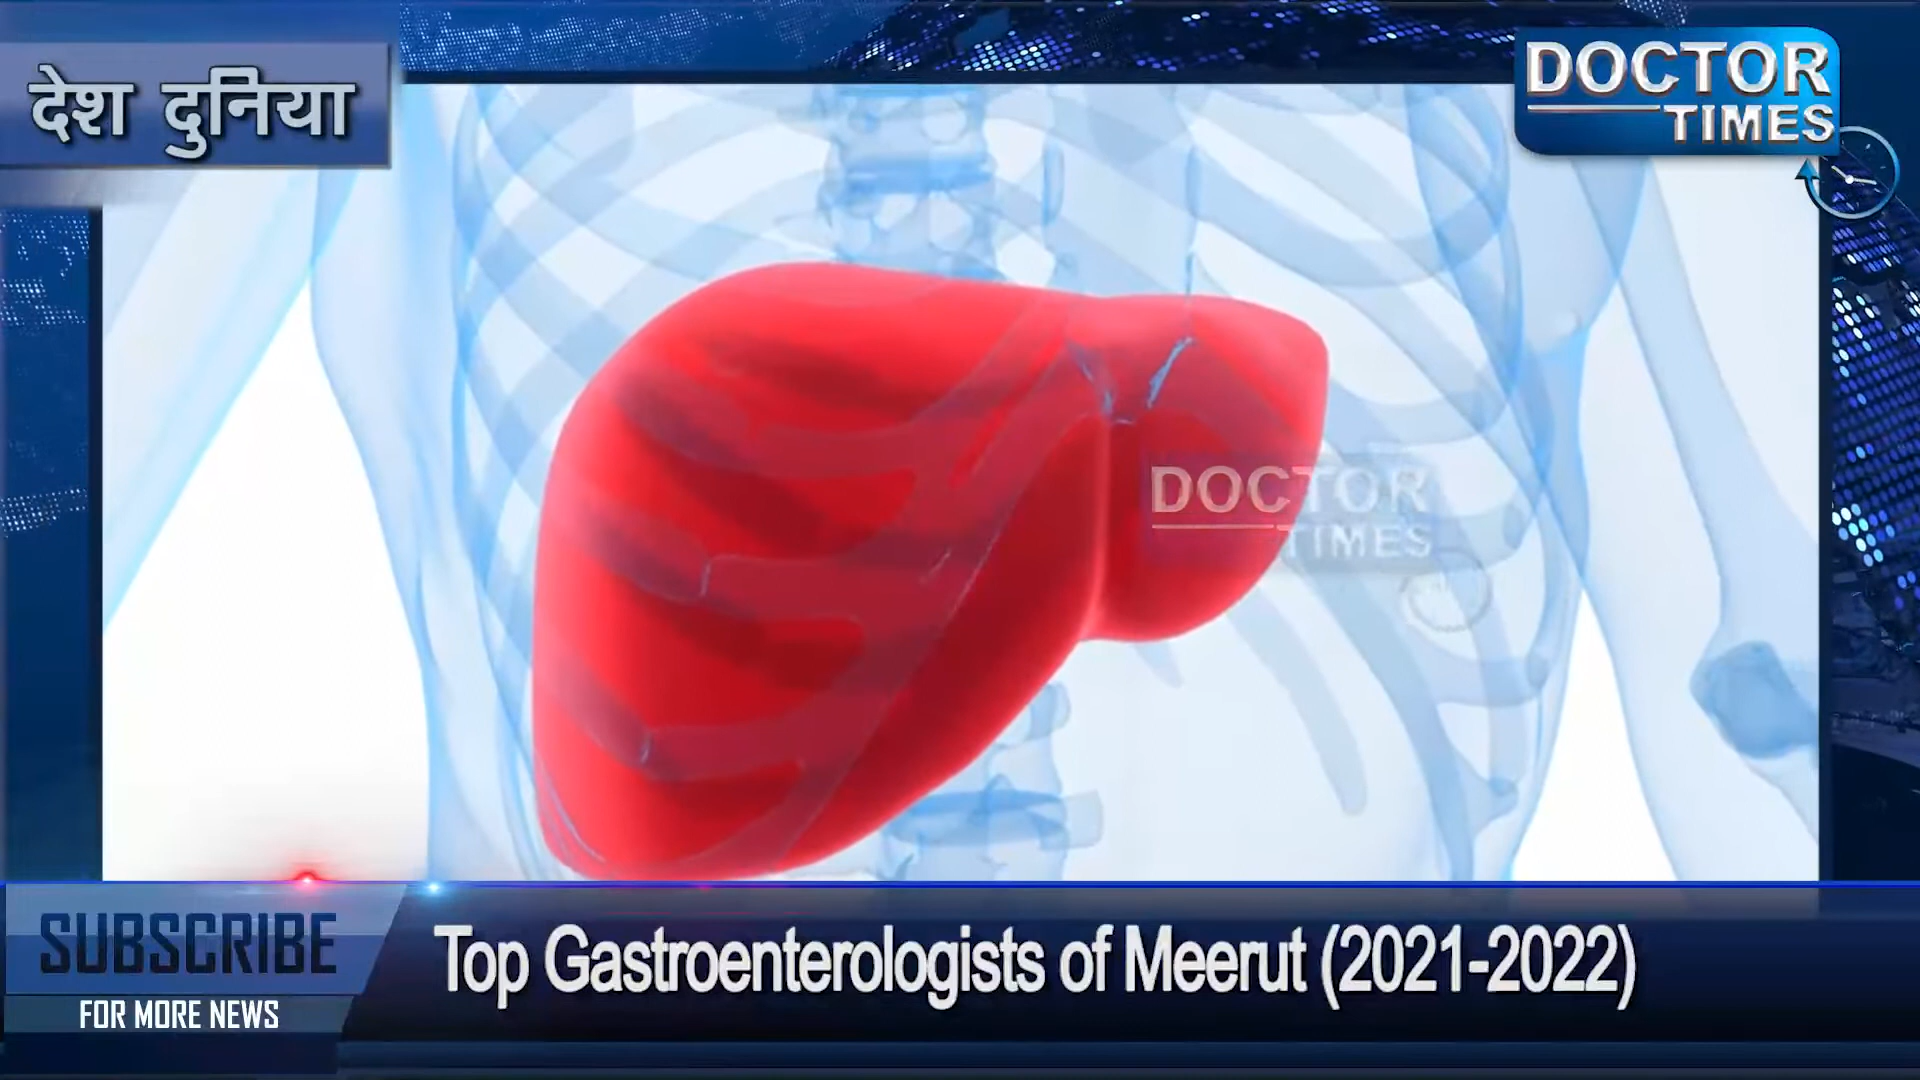 देश दुनिया
DOCTOR
TIMES
DOCTOR
TIMES
SUBSCRIBE
FOR MORE NEWS
Top Gastroenterologists of Meerut (2021-2022)